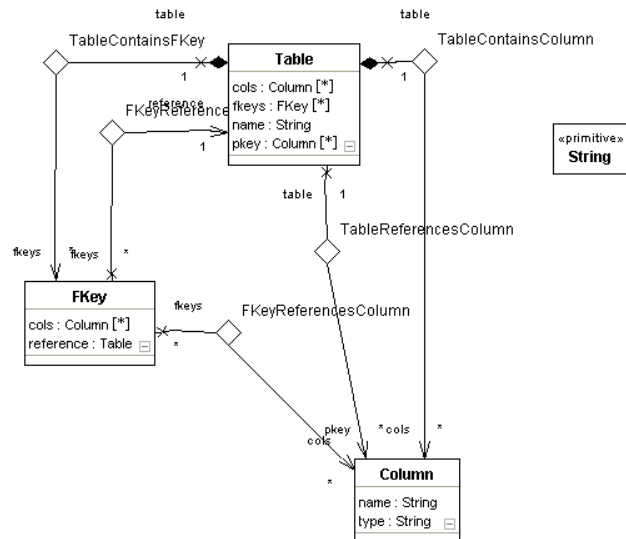 table
table
TableContainsFKey
TableContainsColumn
1
1
Table
cols : Column [*]
fkeys : FKey [*]
name : String
pkey : Column [*]
reference
FKeyReference
1
«primitive»
String
table
1
TableReferencesColumn
fkeys
*
fkeys
*
FKey
cols : Column [*]
reference : Table
fkeys
*
FKeyReferencesColumn
pkey
*
cols
*
cols
*
Column
name : String
type : String